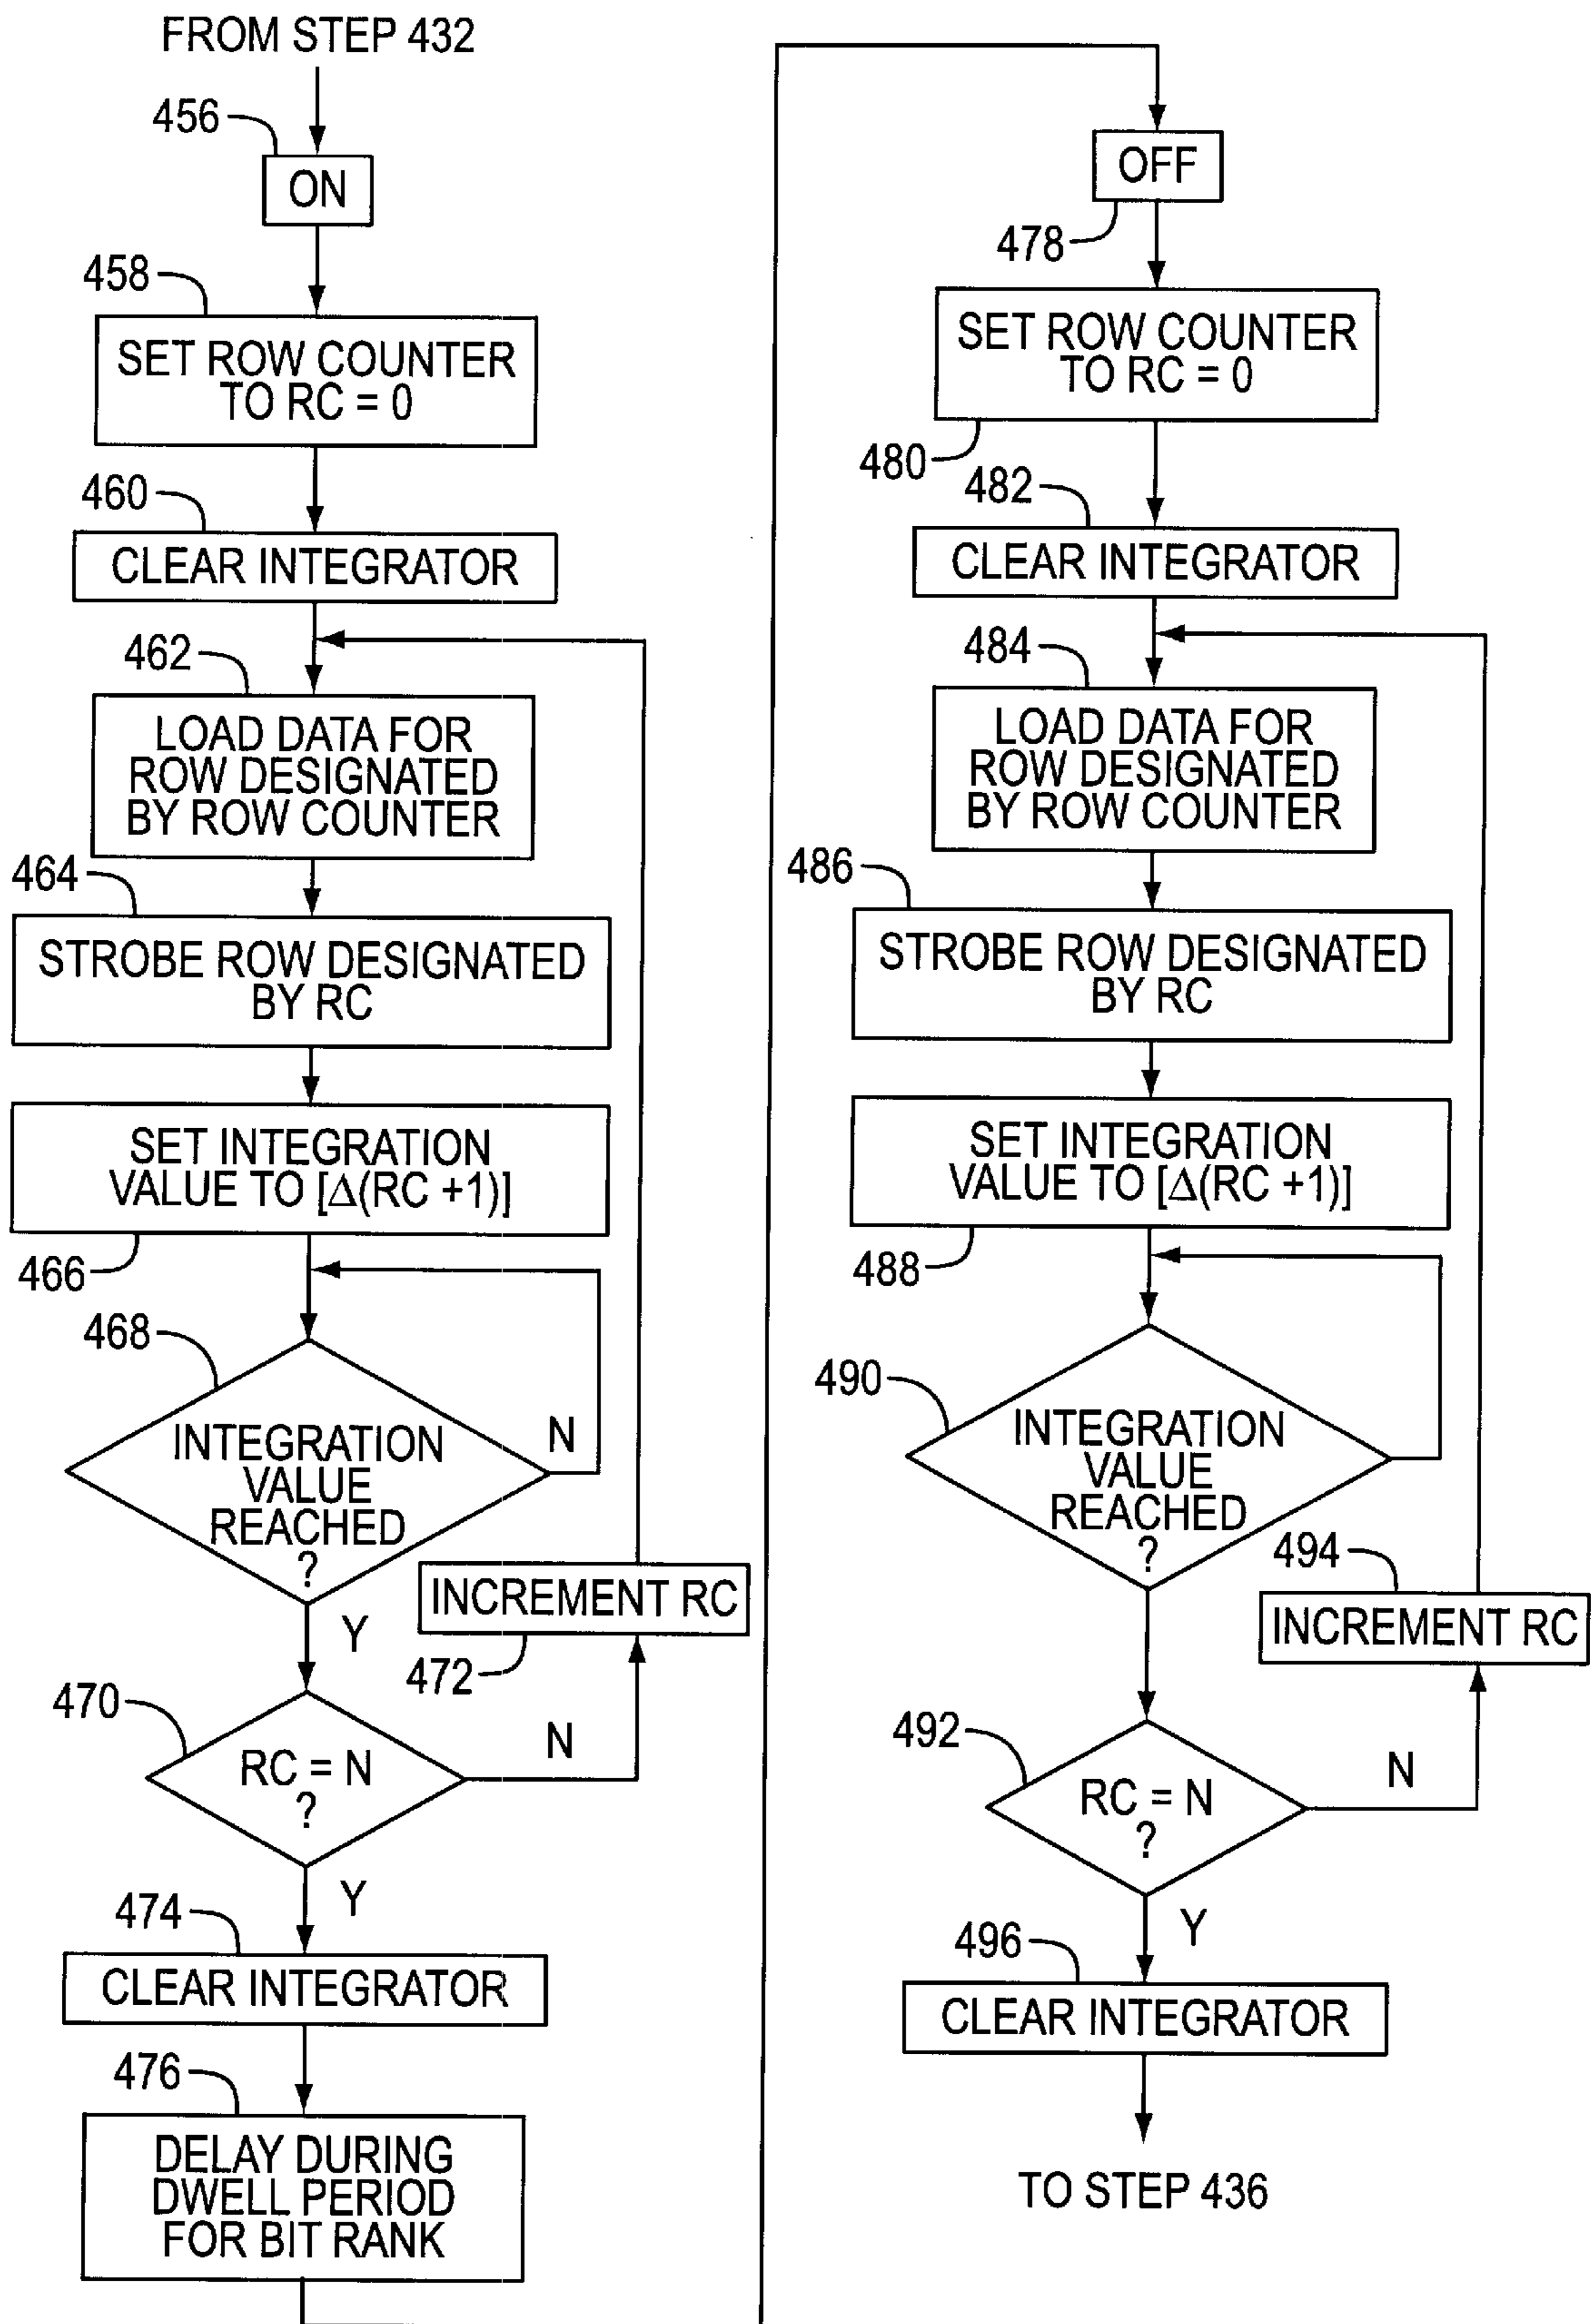 FROM STEP 432
456
ON
458
SET ROW COUNTER
TO RC = 0
460
CLEAR INTEGRATOR
462
LOAD DATA FOR
ROW DESIGNATED
BY ROW COUNTER
464
STROBE ROW DESIGNATED
BY RC
SET INTEGRATION
VALUE TO [Δ(RC +1)]
466
468
INTEGRATION
VALUE
REACHED
?
N
Y
INCREMENT RC
472
470
RC = N
?
N
Y
474
CLEAR INTEGRATOR
476
DELAY DURING
DWELL PERIOD
FOR BIT RANK
OFF
478
SET ROW COUNTER
TO RC = 0
480
482
CLEAR INTEGRATOR
484
LOAD DATA FOR
ROW DESIGNATED
BY ROW COUNTER
486
STROBE ROW DESIGNATED
BY RC
SET INTEGRATION
VALUE TO [Δ(RC +1)]
488
490
INTEGRATION
VALUE
REACHED
?
494
INCREMENT RC
492
RC = N
?
N
Y
496
CLEAR INTEGRATOR
TO STEP 436